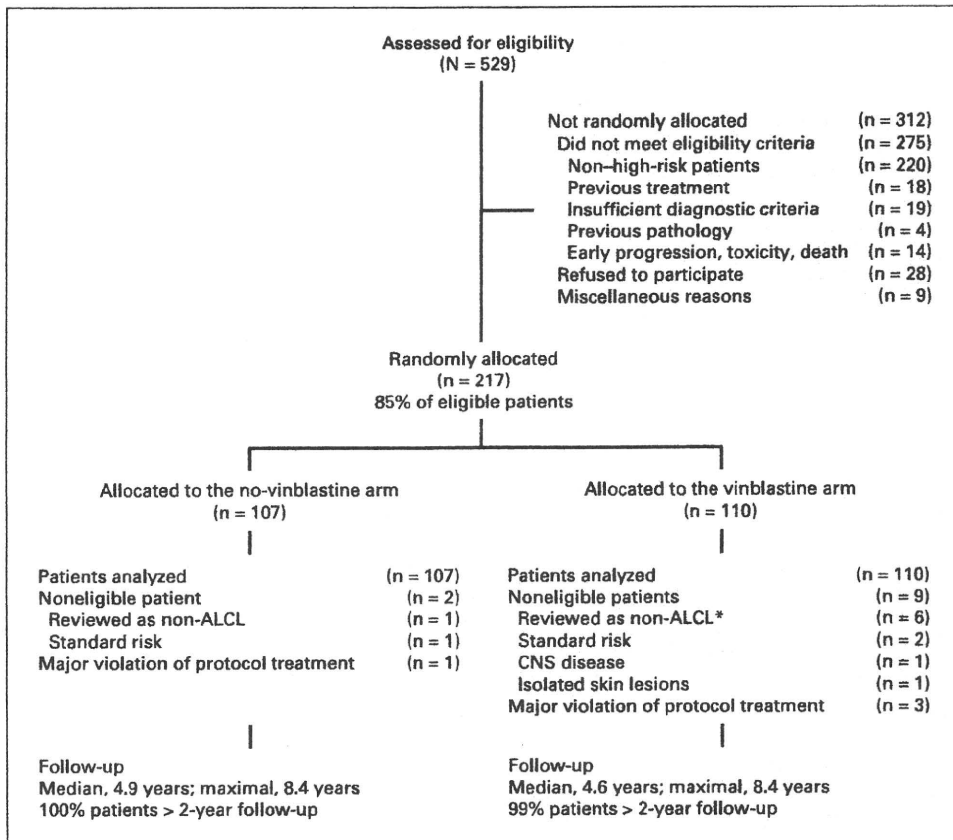 Assessed for eligibility
(N = 529)
Not randomly allocated (n = 312)
Did not meet eligibility criteria (n = 275)
Non–high-risk patients (n = 220)
Previous treatment (n = 18)
Insufficient diagnostic criteria (n = 19)
Previous pathology (n = 4)
Early progression, toxicity, death (n = 14)
Refused to participate (n = 28)
Miscellaneous reasons (n = 9)
Randomly allocated
(n = 217)
85% of eligible patients
Allocated to the no-vinblastine arm
(n = 107)
Patients analyzed (n = 107)
Noneligible patient (n = 2)
Reviewed as non-ALCL (n = 1)
Standard risk (n = 1)
Major violation of protocol treatment (n = 1)
Follow-up
Median, 4.9 years; maximal, 8.4 years
100% patients > 2-year follow-up
Allocated to the vinblastine arm
(n = 110)
Patients analyzed (n = 110)
Noneligible patients (n = 9)
Reviewed as non-ALCL* (n = 6)
Standard risk (n = 2)
CNS disease (n = 1)
Isolated skin lesions (n = 1)
Major violation of protocol treatment (n = 3)
Follow-up
Median, 4.6 years; maximal, 8.4 years
99% patients > 2-year follow-up